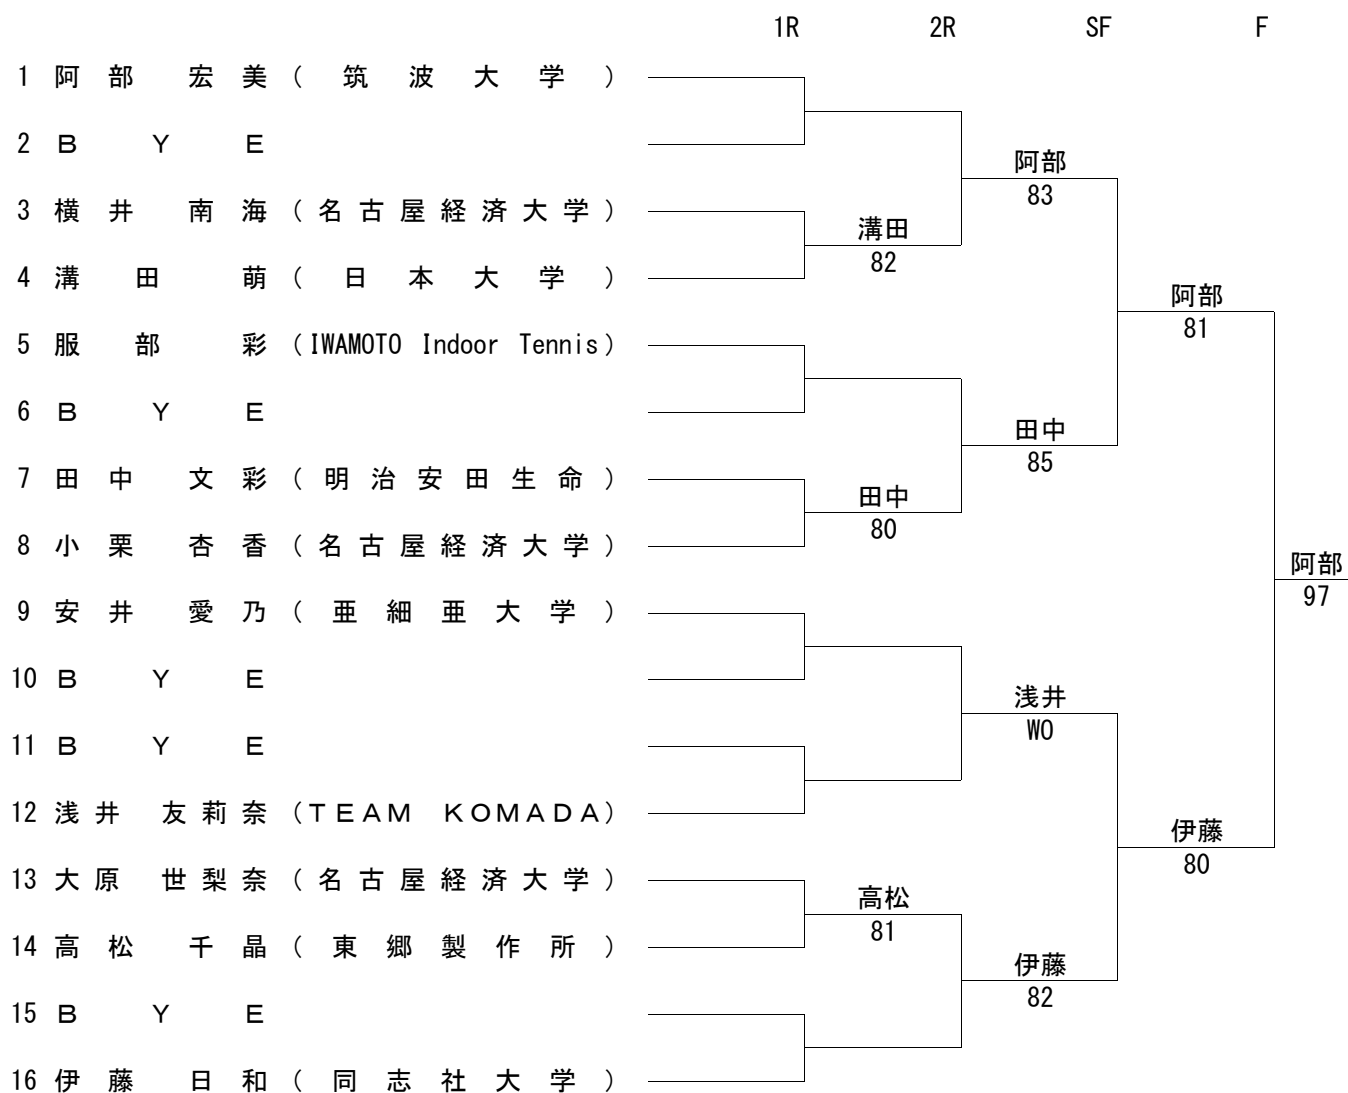 1R 2R SF F
1 阿部 宏美 (筑波大学)
2 ＢＹＥ
阿部
83
3 横井 南海 (名古屋経済大学)
溝田
82
4 溝田 萌 (日本大学)
阿部
81
5 服部 彩 (IWAMOTO Indoor Tennis)
6 ＢＹＥ
田中
85
7 田中 文彩 (明治安田生命)
田中
80
8 小栗 杏香 (名古屋経済大学)
阿部
97
9 安井 愛乃 (亜細亜大学)
10 ＢＹＥ
浅井
WO
11 ＢＹＥ
12 浅井 友莉奈 (ＴＥＡＭ ＫＯＭＡＤＡ)
伊藤
80
13 大原 世梨奈 (名古屋経済大学)
高松
81
14 高松 千晶 (東郷製作所)
伊藤
82
15 ＢＹＥ
16 伊藤 日和 (同志社大学)